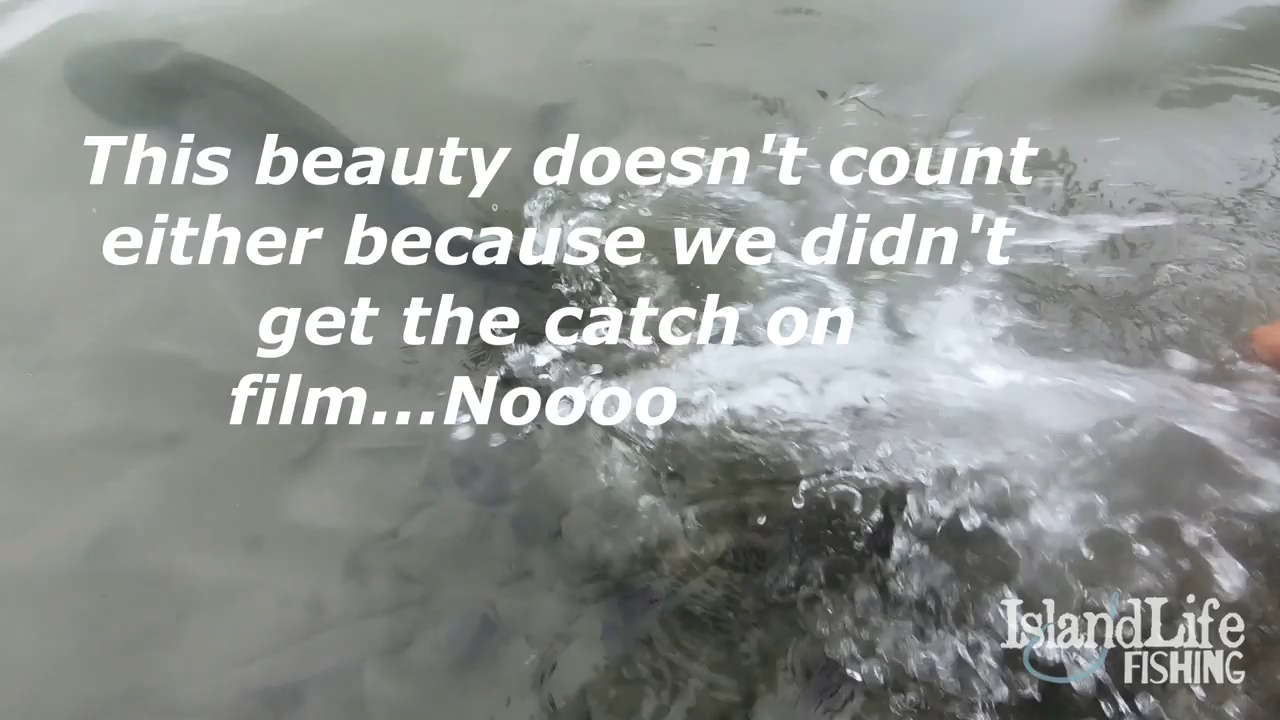 This beauty doesn't count
either because we didn't
get the catch on
film...Noooo
IslandLife
FISHING